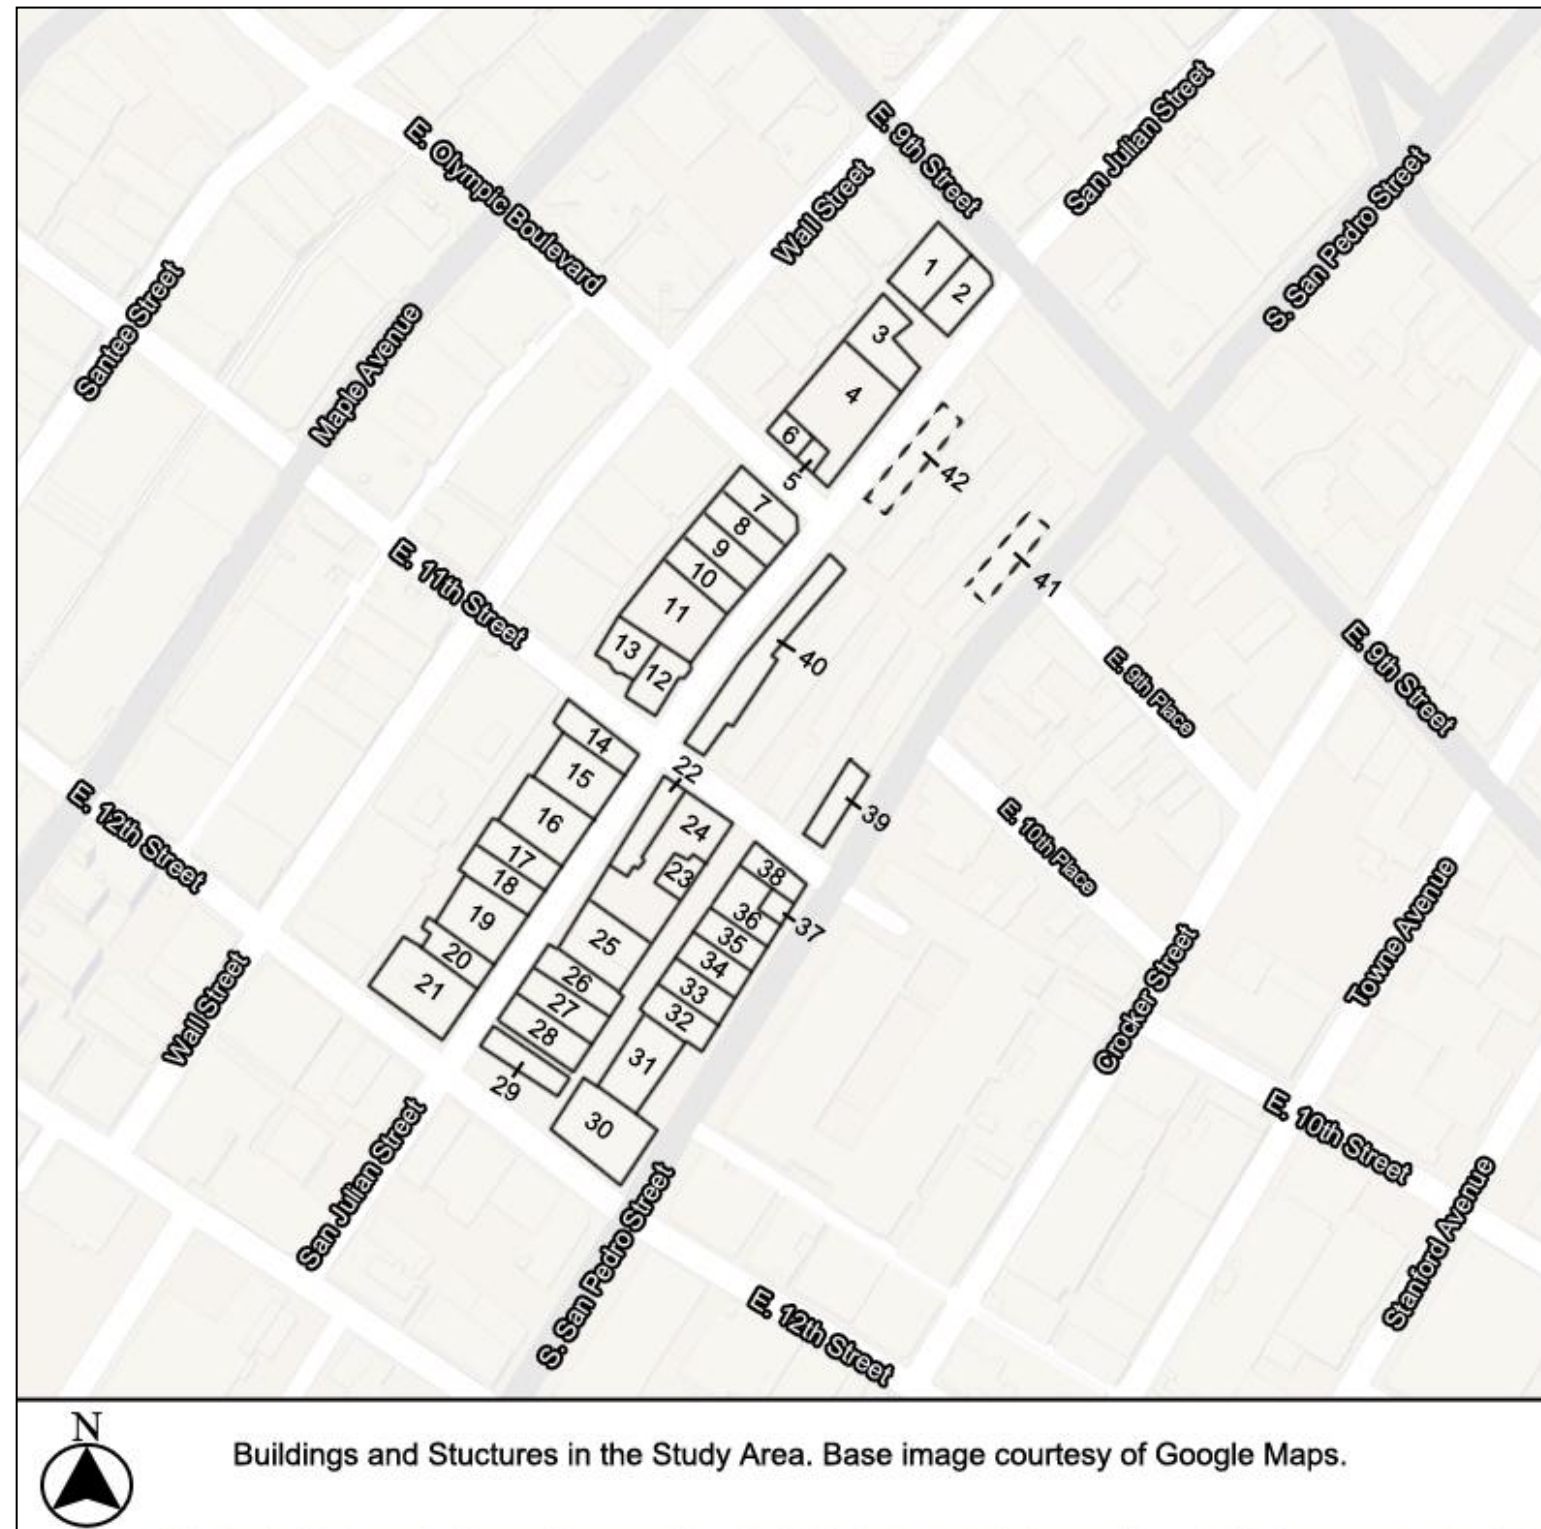 E. 9th Street
San Julian Street
E. Olympic Boulevard
Wall Street
S. San Pedro Street
Santee Street
Maple Avenue
1
2
3
4
6
5
42
7
8
9
10
11
13
12
41
40
E. 11th Street
E. 9th Place
E. 9th Street
14
15
16
17
18
19
20
21
22
24
23
25
26
27
28
29
39
38
37
36
35
34
33
32
31
30
E. 12th Street
E. 10th Place
Wall Street
Crocker Street
Towne Avenue
San Julian Street
S. San Pedro Street
E. 10th Street
Stanford Avenue
E. 12th Street
N
Buildings and Stuctures in the Study Area. Base image courtesy of Google Maps.